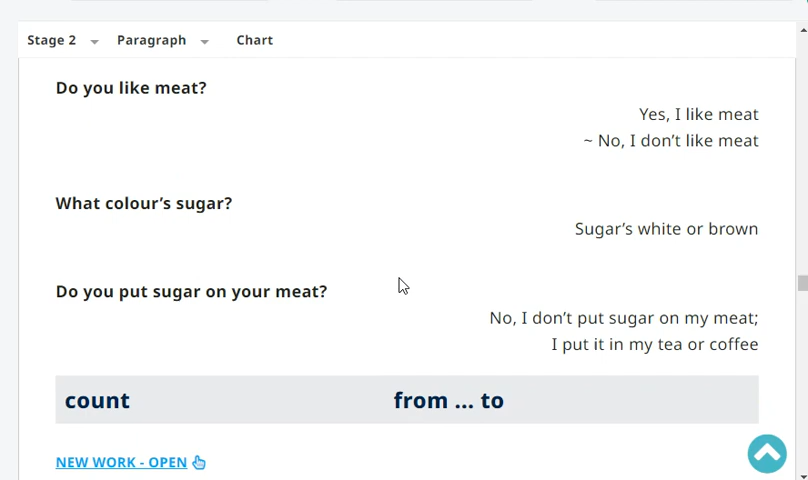 Stage 2 Paragraph Chart
Do you like meat?
Yes, I like meat
~ No, I don’t like meat
What colour’s sugar?
Sugar’s white or brown
Do you put sugar on your meat?
No, I don’t put sugar on my meat;
I put it in my tea or coffee
count from ... to
NEW WORK - OPEN